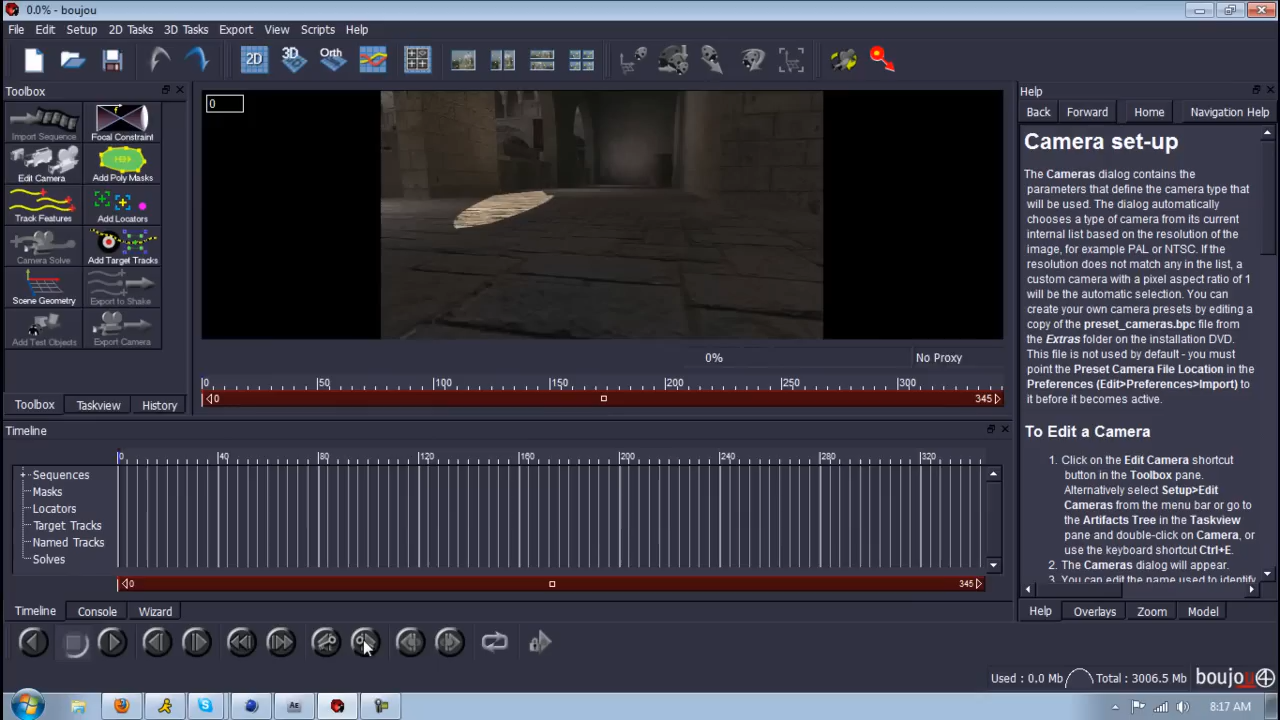 0.0% - boujou
File Edit Setup 2D Tasks 3D Tasks Export View Scripts Help
2D 3D Orth
Toolbox
Import Sequence
Focal Constraint
Edit Camera
Add Poly Masks
Track Features
Add Locators
Camera Solve
Add Target Tracks
Scene Geometry
Export to Shake
Add Test Objects
Export Camera
Toolbox Taskview History
0
0% No Proxy
0 50 100 150 200 250 300
0 345
Help
Back Forward Home Navigation Help
Camera set-up
The Cameras dialog contains the
parameters that define the camera type that
will be used. The dialog automatically
chooses a type of camera from its current
internal list based on the resolution of the
image, for example PAL or NTSC. If the
resolution does not match any in the list, a
custom camera with a pixel aspect ratio of 1
will be the automatic selection. You can
create your own camera presets by editing a
copy of the preset_cameras.bpc file from
the Extras folder on the installation DVD.
This file is not used by default - you must
point the Preset Camera File Location in the
Preferences (Edit>Preferences>Import) to
it before it becomes active.
To Edit a Camera
1. Click on the Edit Camera shortcut
button in the Toolbox pane.
Alternatively select Setup>Edit
Cameras from the menu bar or go to
the Artifacts Tree in the Taskview
pane and double-click on Camera, or
use the keyboard shortcut Ctrl+E.
2. The Cameras dialog will appear.
3. You can edit the name used to identify
Help Overlays Zoom Model
Timeline
0 40 80 120 160 200 240 280 320
Sequences
Masks
Locators
Target Tracks
Named Tracks
Solves
0 345
Timeline Console Wizard
Used : 0.0 Mb Total : 3006.5 Mb boujou
AE
8:17 AM